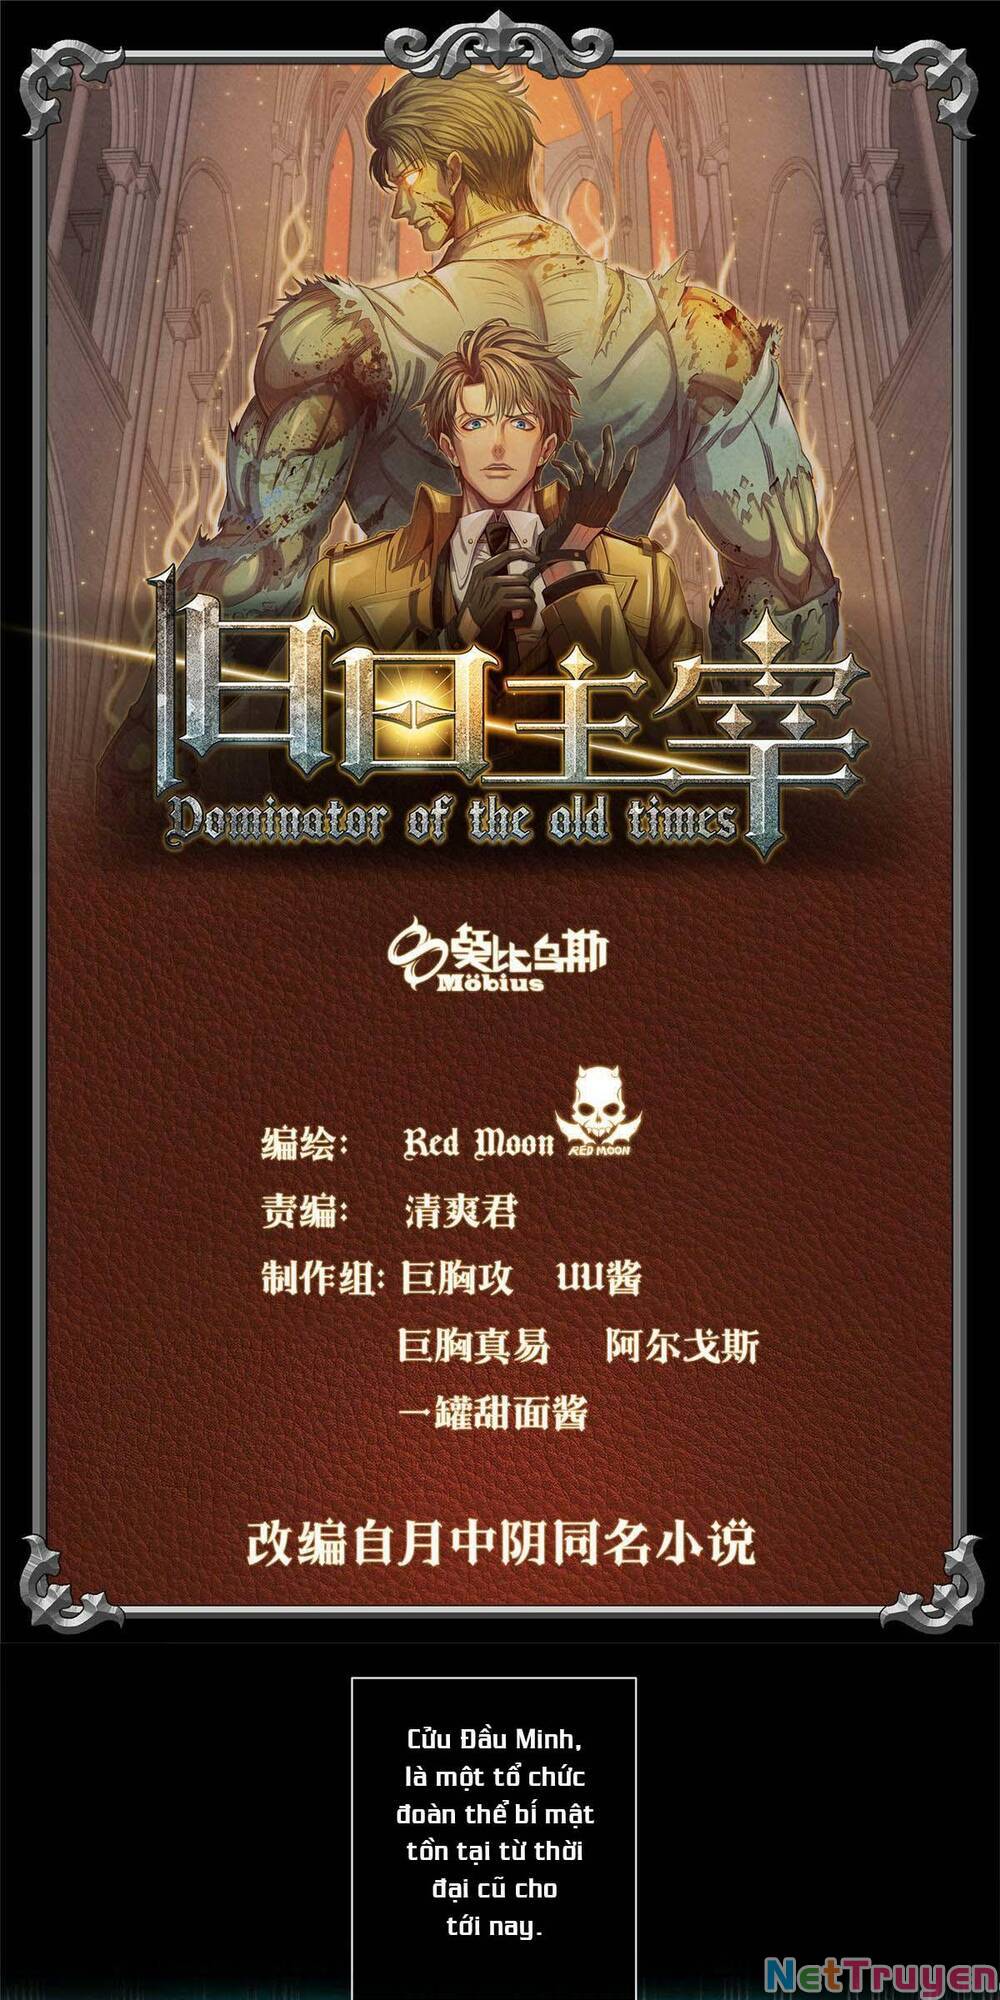 旧日主宰
Dominator of the old times
獒比乌斯
Möbius
编绘: Red Moon
RED MOON
责编: 清爽君
制作组: 巨胸攻 UU酱
巨胸真易 阿尔戈斯
一罐甜面酱
改编自月中阴同名小说
Cửu Đầu Minh,
là một tổ chức
đoàn thể bí mật
tồn tại từ thời
đại cũ cho
tới nay.
NetTruyen